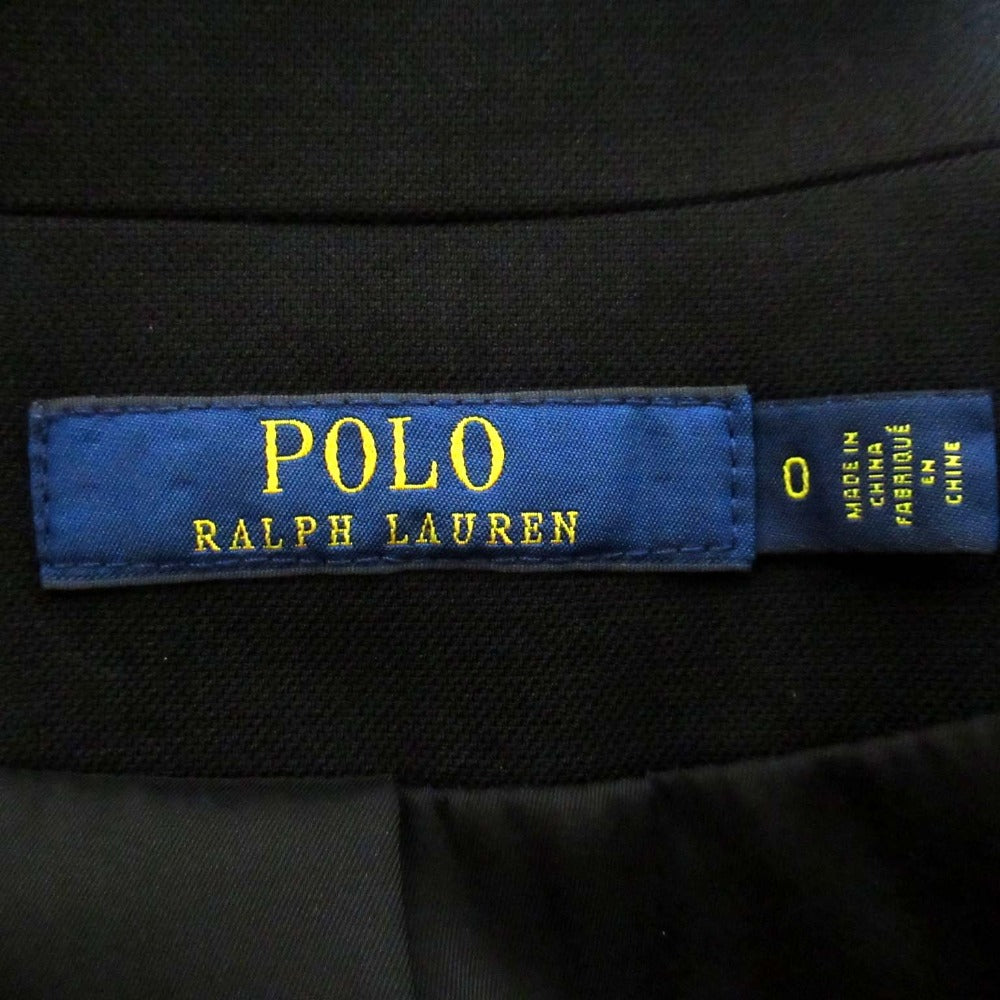 POLO
RALPH LAUREN
0
MADE IN
CHINA
FABRIQUÉ
EN
CHINE